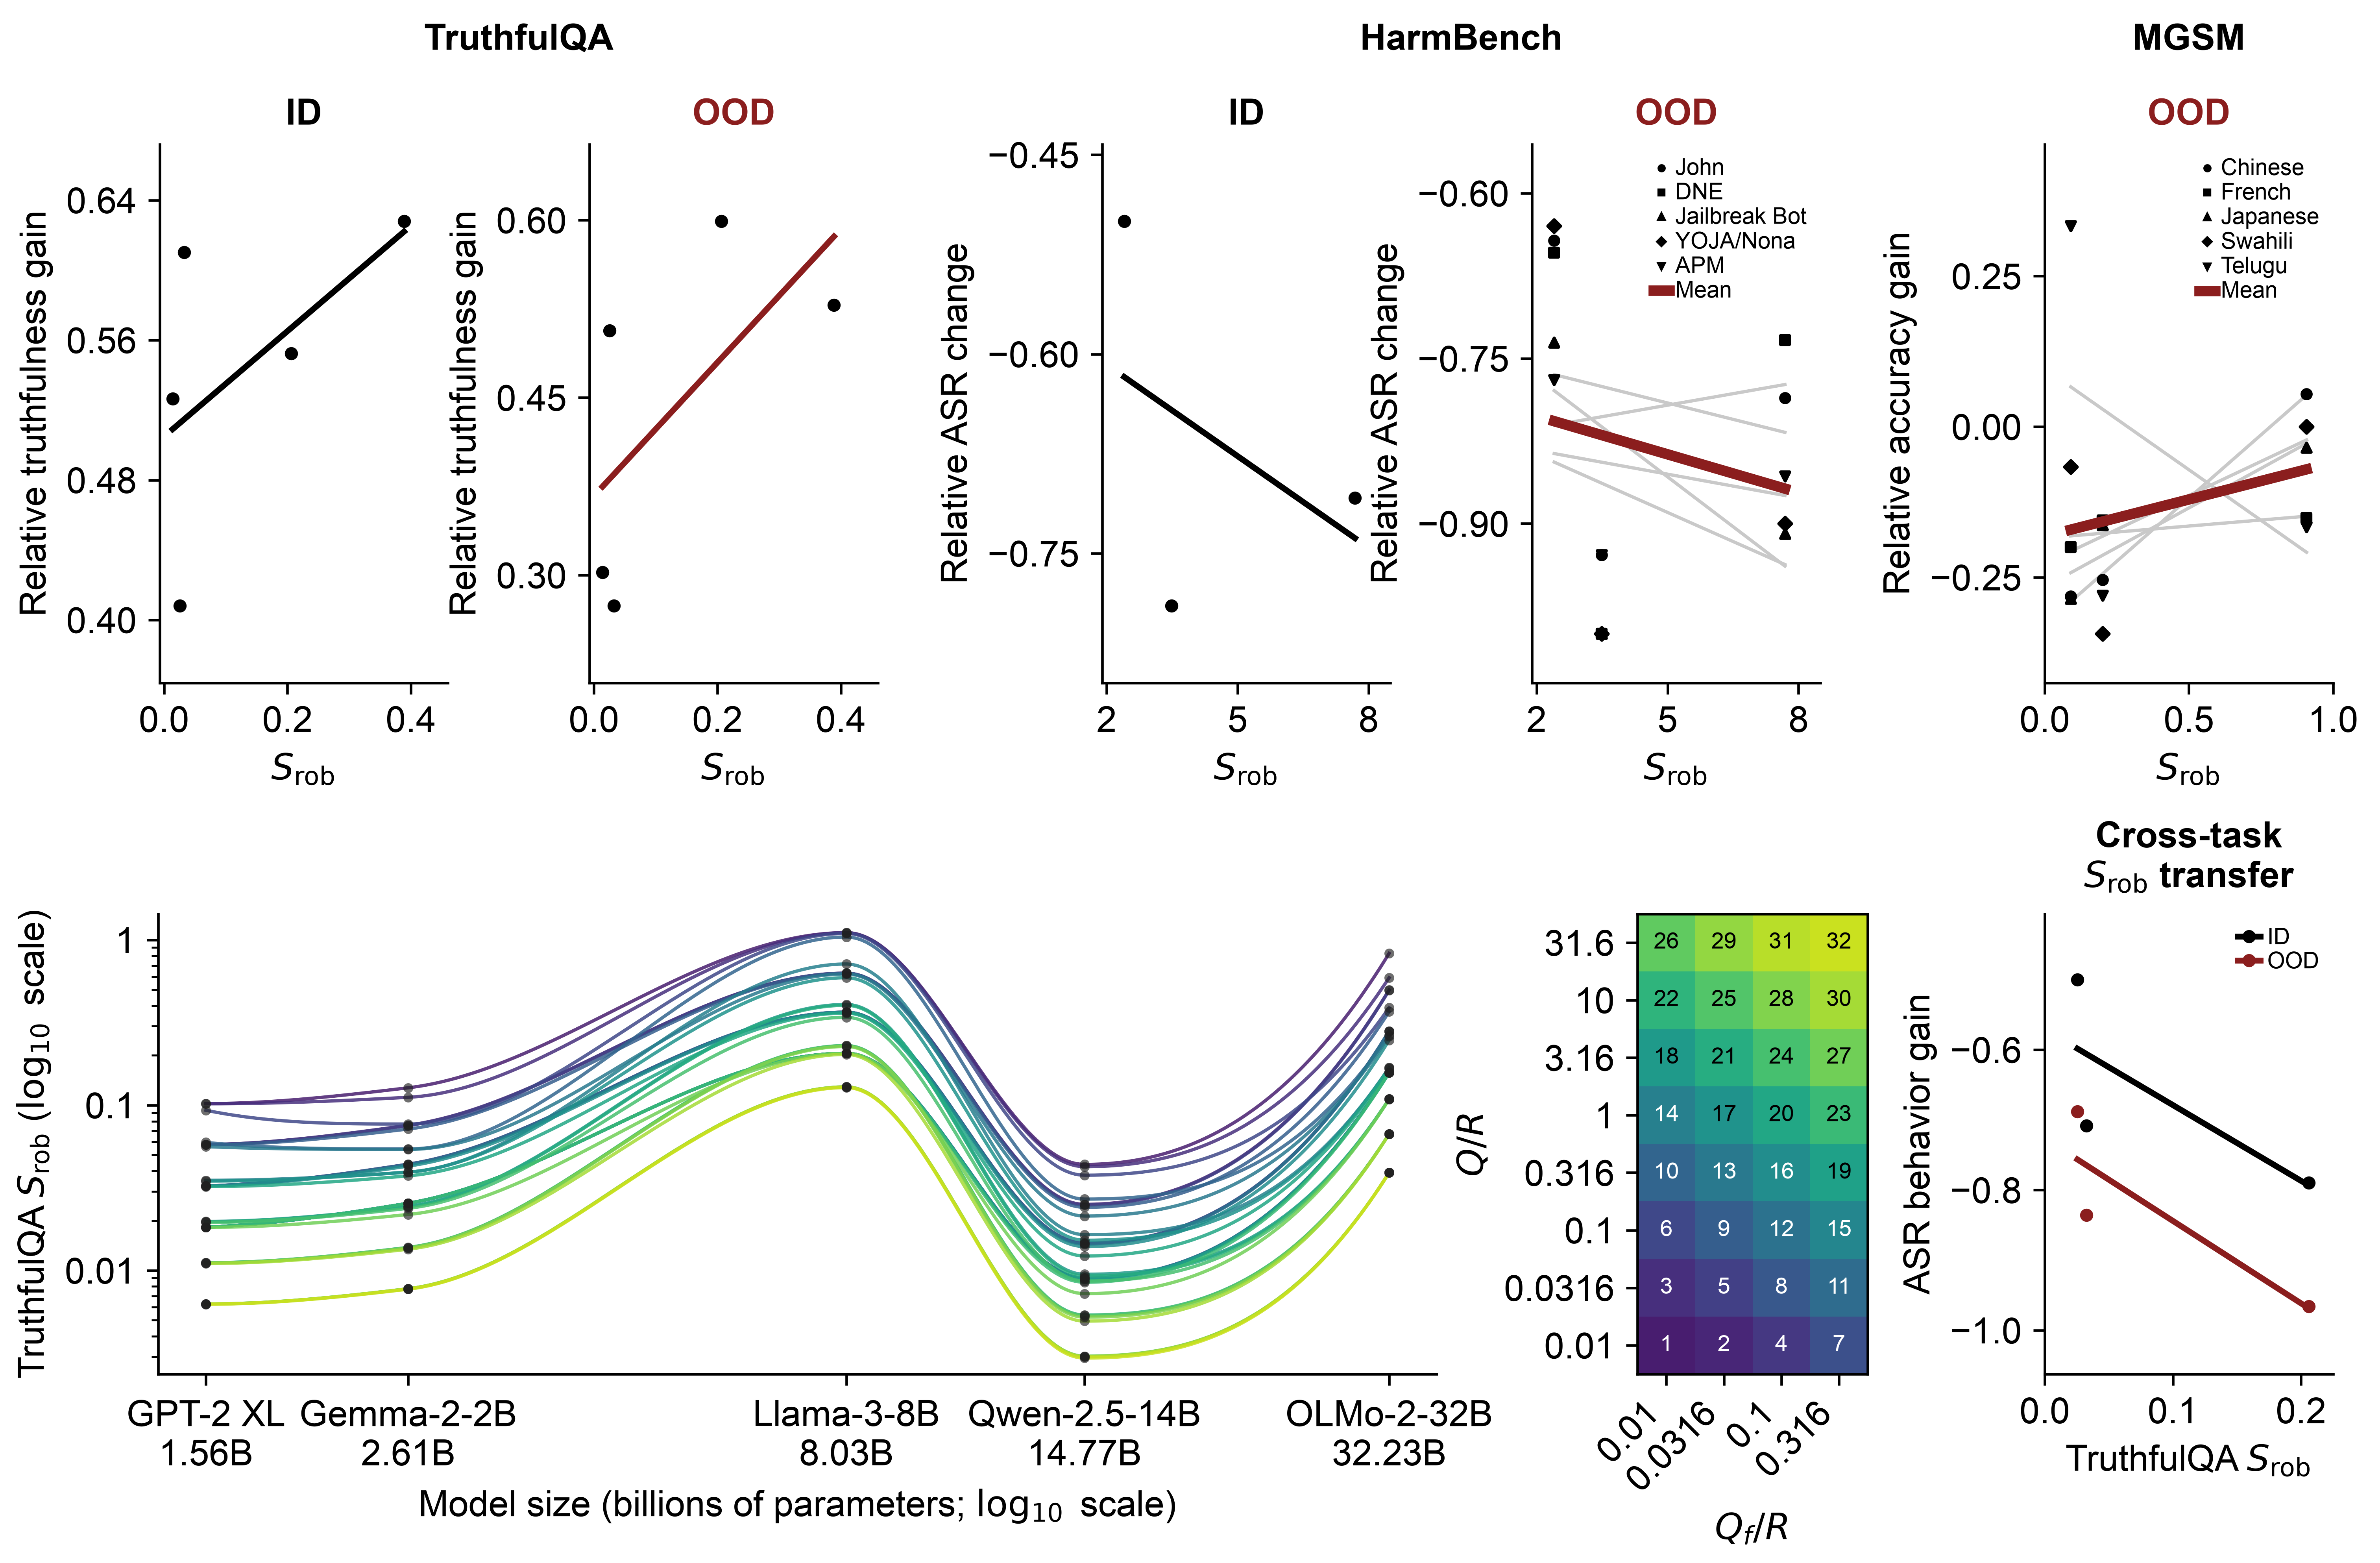 TruthfulQA
HarmBench
MGSM
ID
OOD
ID
OOD
OOD
Relative truthfulness gain
0.64
0.56
0.48
0.40
0.0 0.2 0.4
S_rob
Relative truthfulness gain
0.60
0.45
0.30
0.0 0.2 0.4
S_rob
Relative ASR change
−0.45
−0.60
−0.75
2 5 8
S_rob
Relative ASR change
−0.60
−0.75
−0.90
John
DNE
Jailbreak Bot
YOJA/Nona
APM
Mean
2 5 8
S_rob
Relative accuracy gain
0.25
0.00
−0.25
Chinese
French
Japanese
Swahili
Telugu
Mean
0.0 0.5 1.0
S_rob
TruthfulQA S_rob (log10 scale)
1
0.1
0.01
GPT-2 XL Gemma-2-2B Llama-3-8B Qwen-2.5-14B OLMo-2-32B
1.56B 2.61B 8.03B 14.77B 32.23B
Model size (billions of parameters; log10 scale)
Q/R
31.6 26 29 31 32
10 22 25 28 30
3.16 18 21 24 27
1 14 17 20 23
0.316 10 13 16 19
0.1 6 9 12 15
0.0316 3 5 8 11
0.01 1 2 4 7
0.01 0.0316 0.1 0.316
Q_f/R
Cross-task
S_rob transfer
ASR behavior gain
ID
OOD
−0.6
−0.8
−1.0
0.0 0.1 0.2
TruthfulQA S_rob